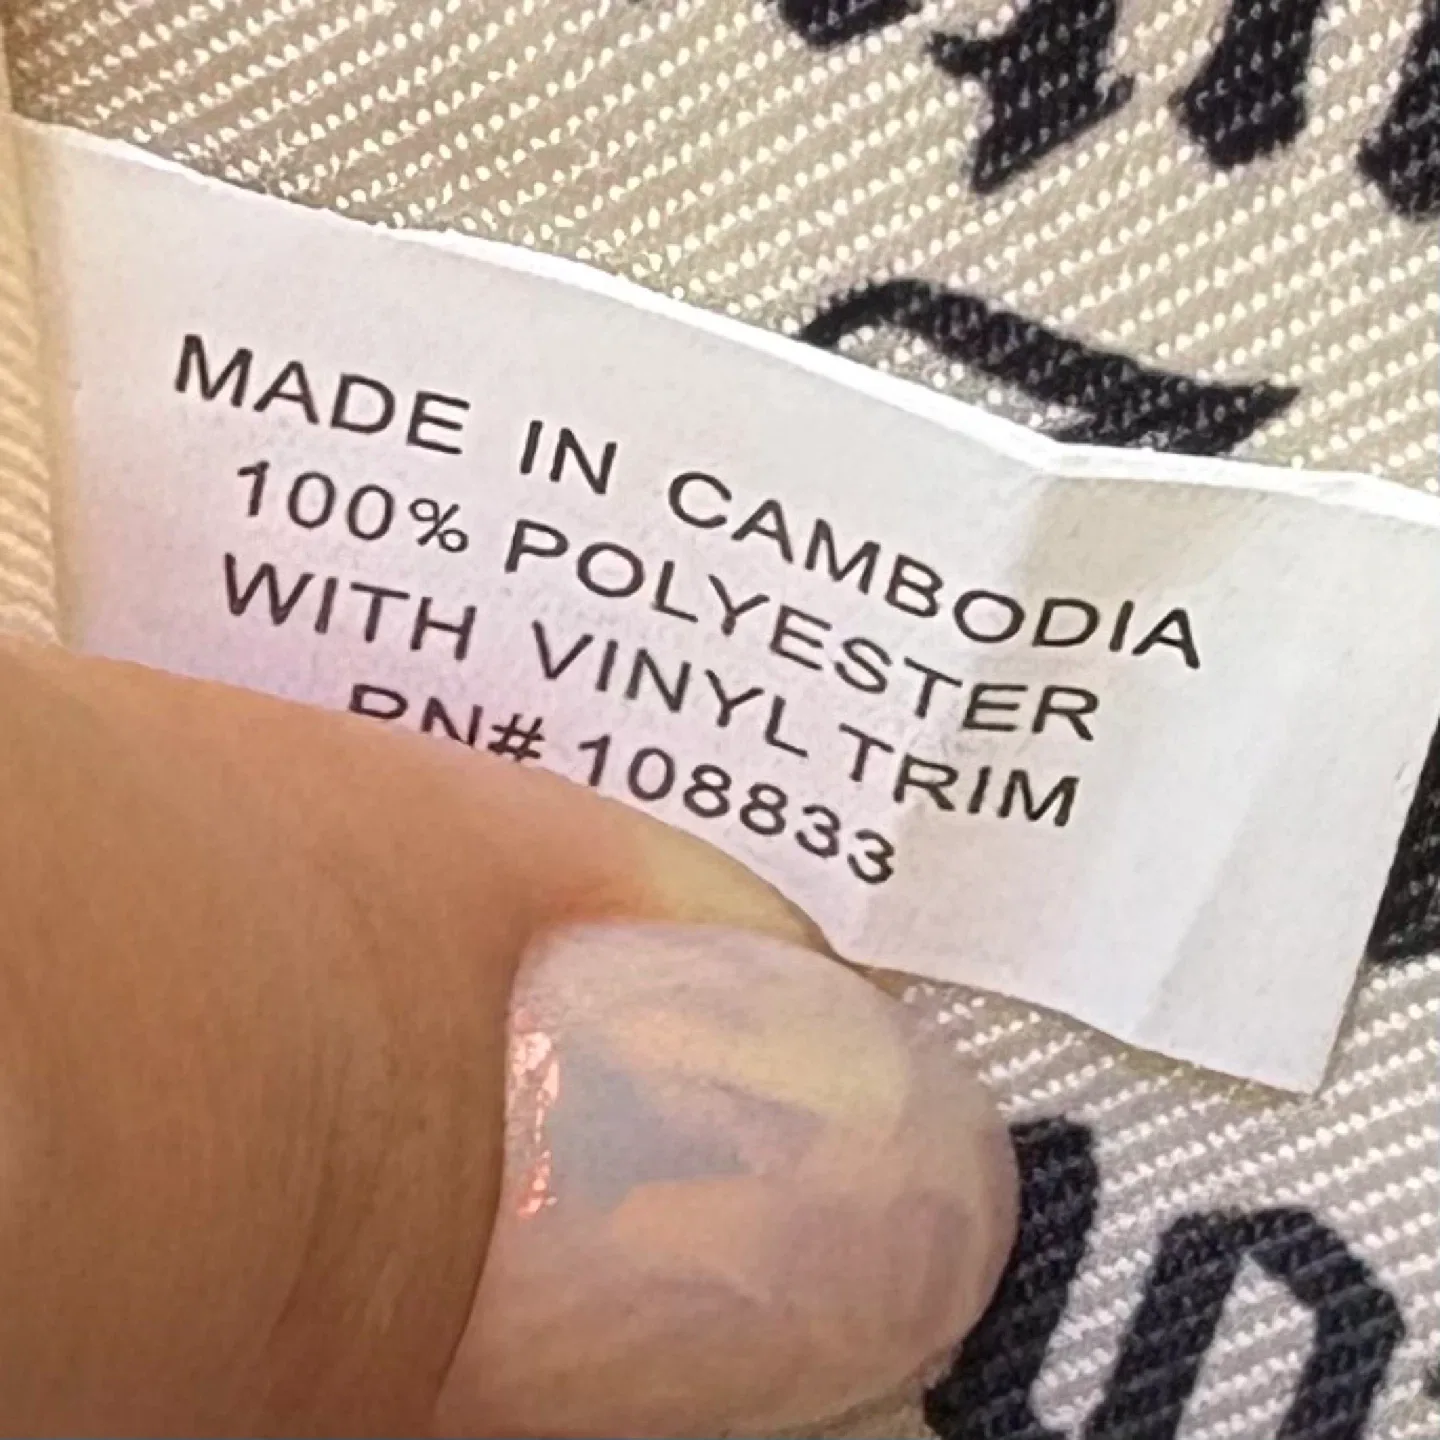 MADE IN CAMBODIA
100% POLYESTER
WITH VINYL TRIM
RN# 108833